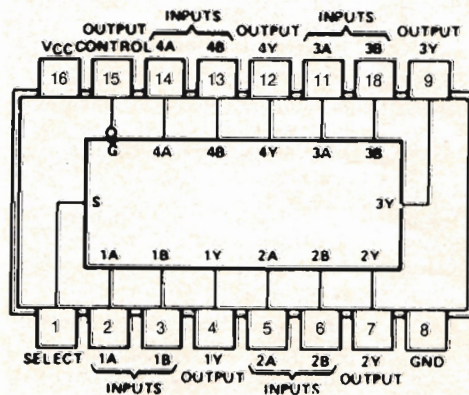 INPUTS INPUTS
OUTPUT OUTPUT OUTPUT
VCC CONTROL 4A 4B 4Y 3A 3B 3Y
16 15 14 13 12 11 18 9
G 4A 4B 4Y 3A 3B
S 3Y
1A 1B 1Y 2A 2B 2Y
1 2 3 4 5 6 7 8
SELECT 1A 1B 1Y 2A 2B 2Y GND
INPUTS OUTPUT INPUTS OUTPUT